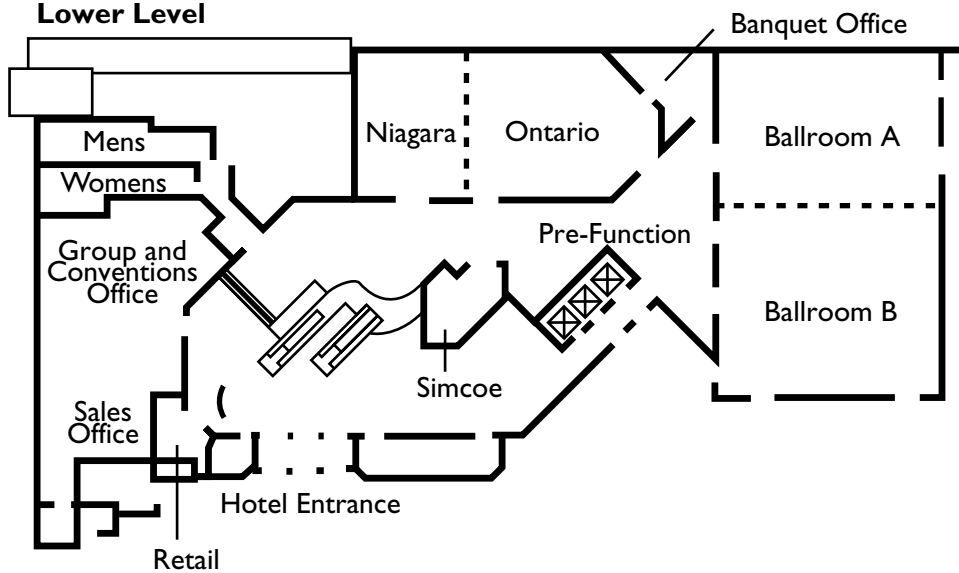 Lower Level
Banquet Office
Mens
Niagara
Ontario
Ballroom A
Womens
Pre-Function
Group and
Conventions
Office
Ballroom B
Simcoe
Sales
Office
Hotel Entrance
Retail